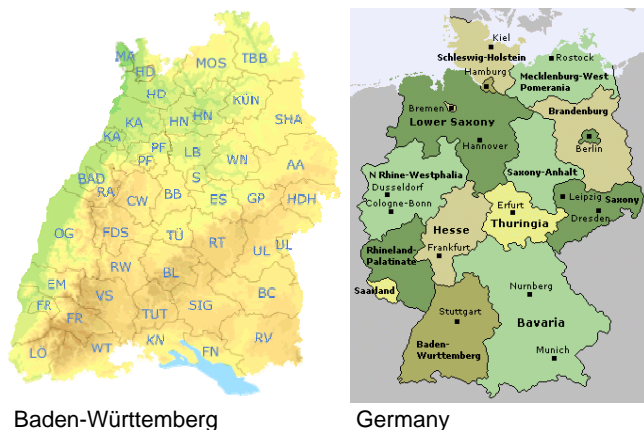 MA
HD
MOS
TBB
HD
KÜN
KA
HN
HN
SHA
KA
PF
LB
PF
WN
AA
BAD
S
RA
CW
BB
ES
GP
HDH
OG
FDS
TÜ
RT
UL
UL
RW
BL
EM
VS
BC
FR
FR
TUT
SIG
LÖ
WT
KN
FN
RV
Baden-Württemberg
Kiel
Schleswig-Holstein
Rostock
Hamburg
Mecklenburg-West
Pomerania
Bremen
Lower Saxony
Brandenburg
Hannover
Berlin
N Rhine-Westphalia
Saxony-Anhalt
Dusseldorf
Cologne-Bonn
Leipzig
Saxony
Erfurt
Dresden
Hesse
Thuringia
Rhineland-
Palatinate
Frankfurt
Saarland
Nurnberg
Stuttgart
Bavaria
Baden-
Wurttemberg
Munich
Germany